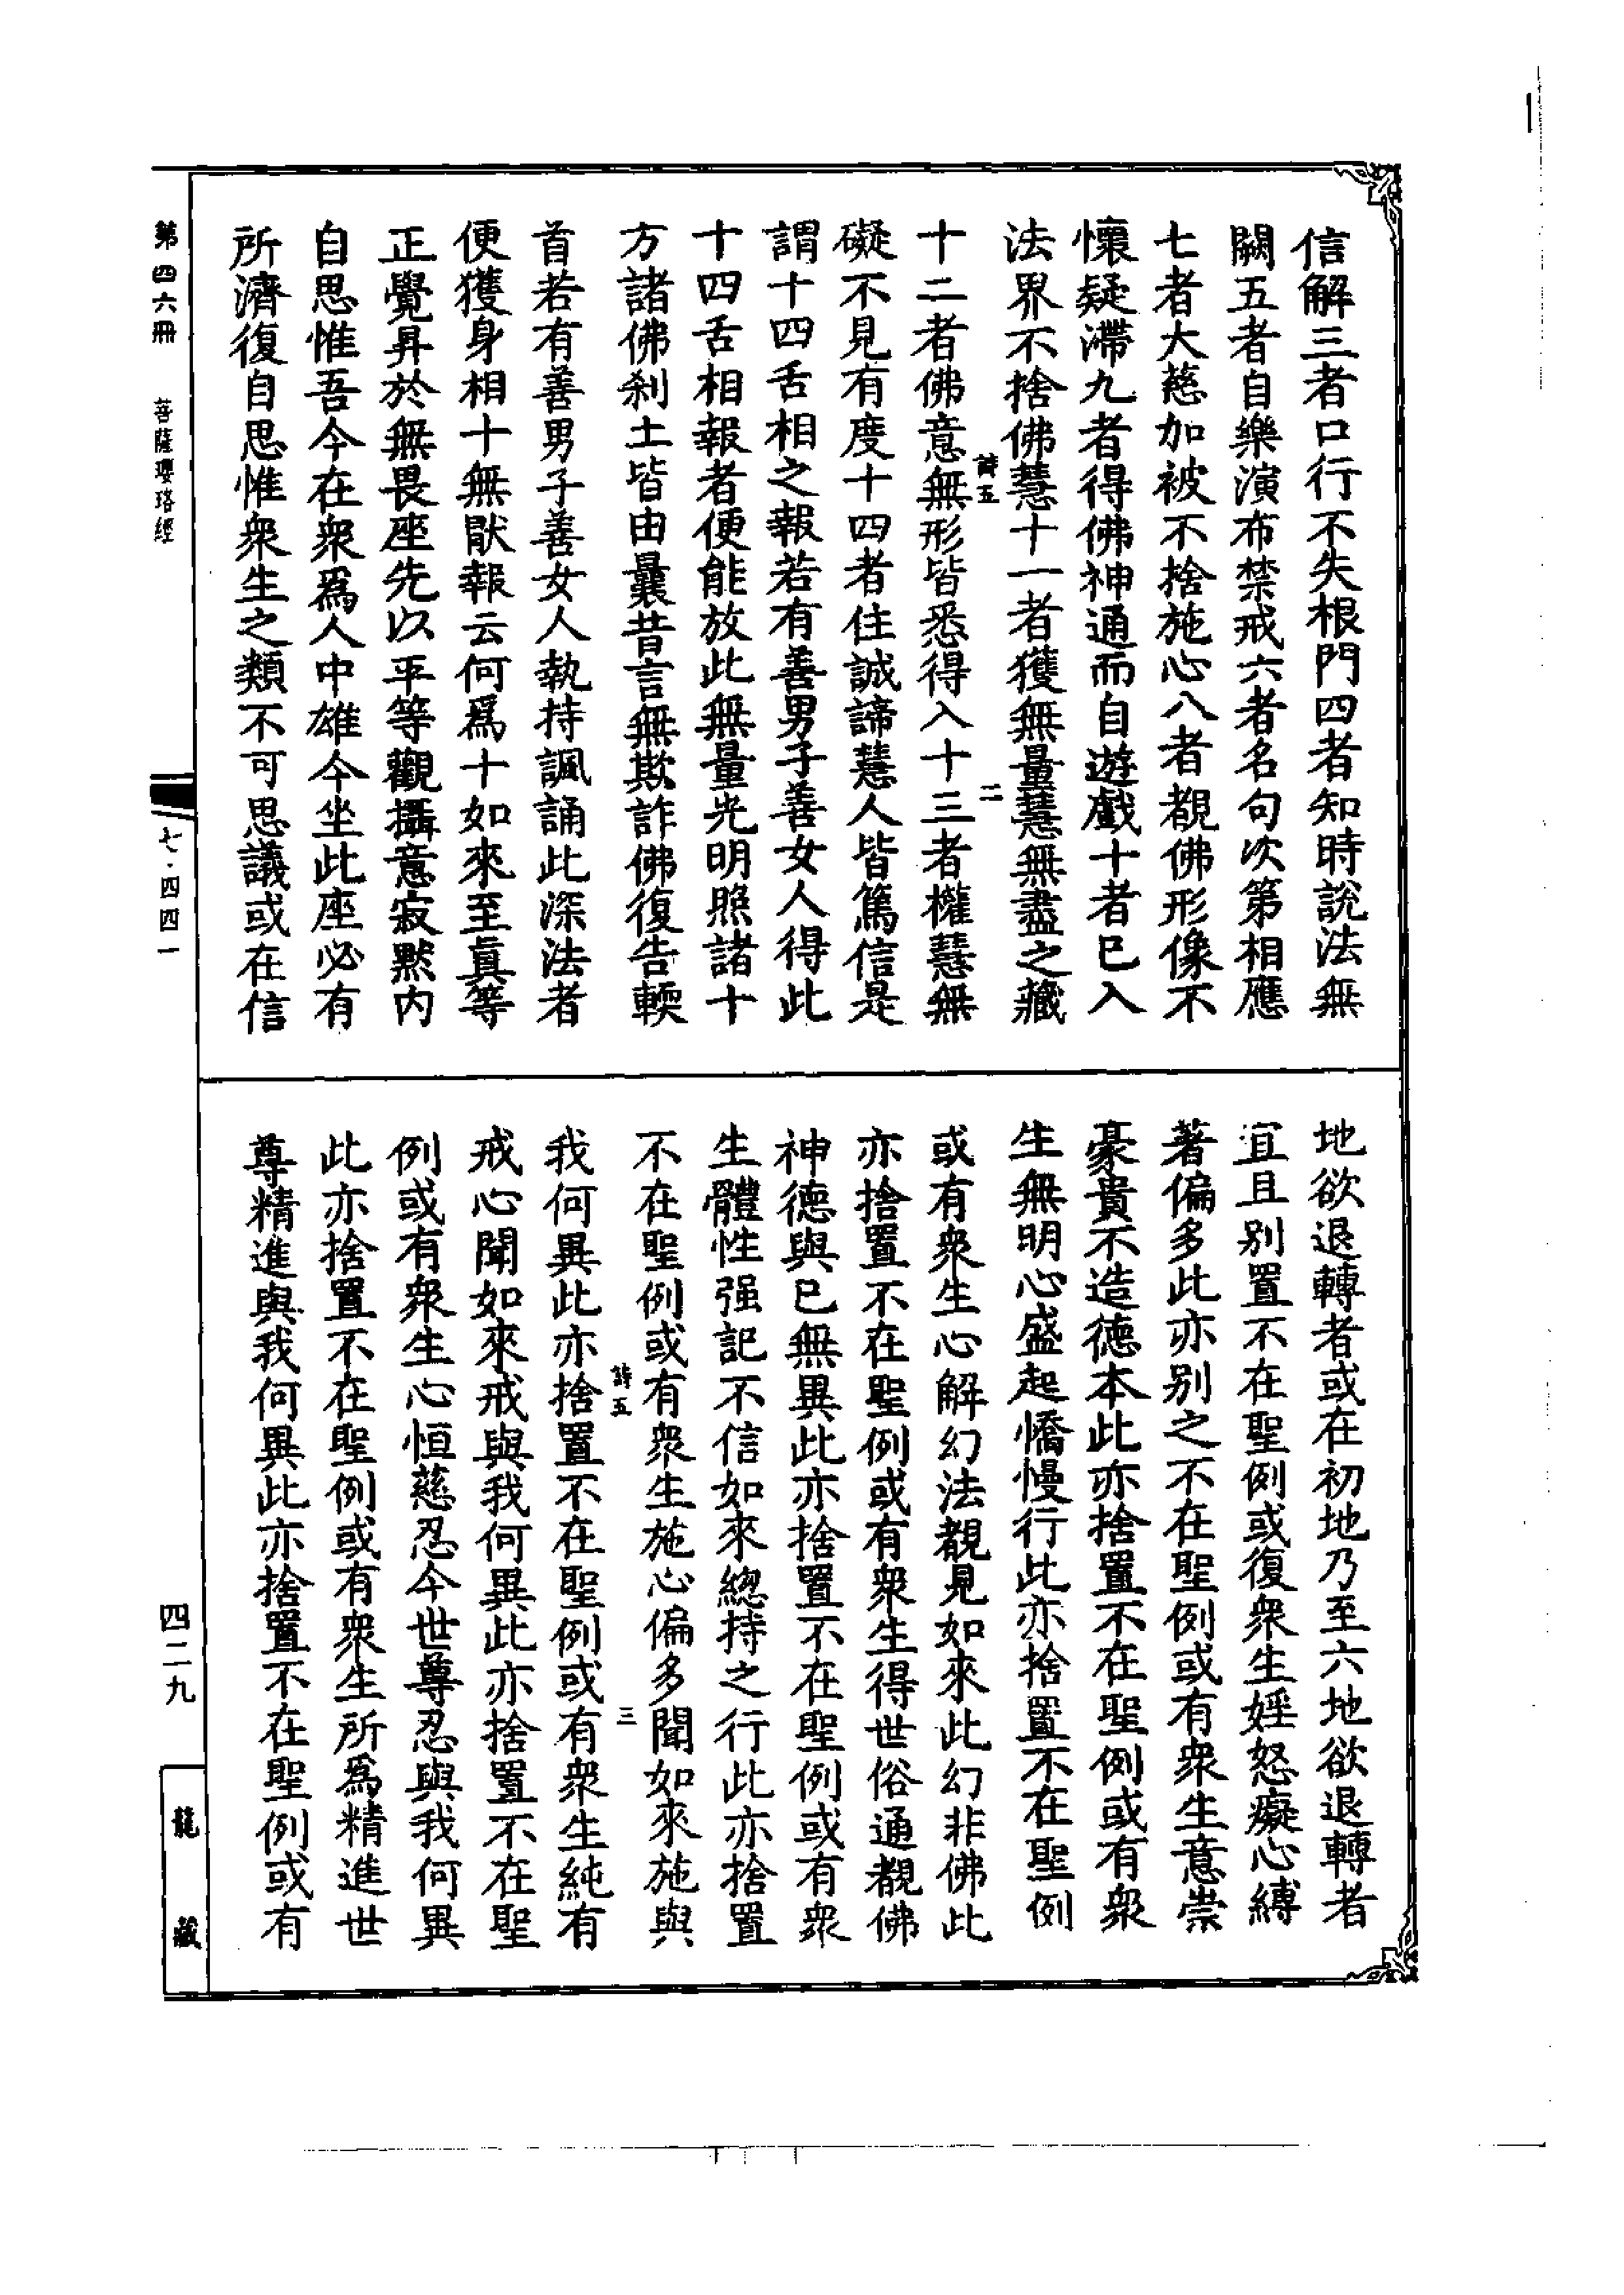 信解三者口行不失根門四者知時說法無
闕五者自樂演布禁戒六者名句次第相應
七者大慈加被不捨施心八者覩佛形像不
懷疑滯九者得佛神通而自遊戲十者已入
法界不捨佛慧十一者獲無量慧無盡之藏
詩五
二
十二者佛意無形皆悉得入十三者權慧無
礙不見有度十四者住誠諦慧人皆篤信是
謂十四舌相之報若有善男子善女人得此
十四舌相報者便能放此無量光明照諸十
方諸佛刹土皆由曩昔言無欺詐佛復告輭
首若有善男子善女人執持諷誦此深法者
便獲身相十無猒報云何爲十如來至真等
正覺昇於無畏座先以平等觀攝意寂默內
自思惟吾今在衆爲人中雄今坐此座必有
所濟復自思惟衆生之類不可思議或在信
地欲退轉者或在初地乃至六地欲退轉者
宜且別置不在聖例或復衆生婬怒癡心縛
著偏多此亦別之不在聖例或有衆生意崇
豪貴不造德本此亦捨置不在聖例或有衆
生無明心盛起憍慢行此亦捨置不在聖例
或有衆生心解幻法覩見如來此幻非佛此
亦捨置不在聖例或有衆生得世俗通覩佛
神德與已無異此亦捨置不在聖例或有衆
生體性强記不信如來總持之行此亦捨置
不在聖例或有衆生施心偏多聞如來施與
詩五
三
我何異此亦捨置不在聖例或有衆生純有
戒心聞如來戒與我何異此亦捨置不在聖
例或有衆生心恒慈忍今世尊忍與我何異
此亦捨置不在聖例或有衆生所爲精進世
尊精進與我何異此亦捨置不在聖例或有
第四六冊 菩薩瓔珞經
七·四四一
四二九
龍藏